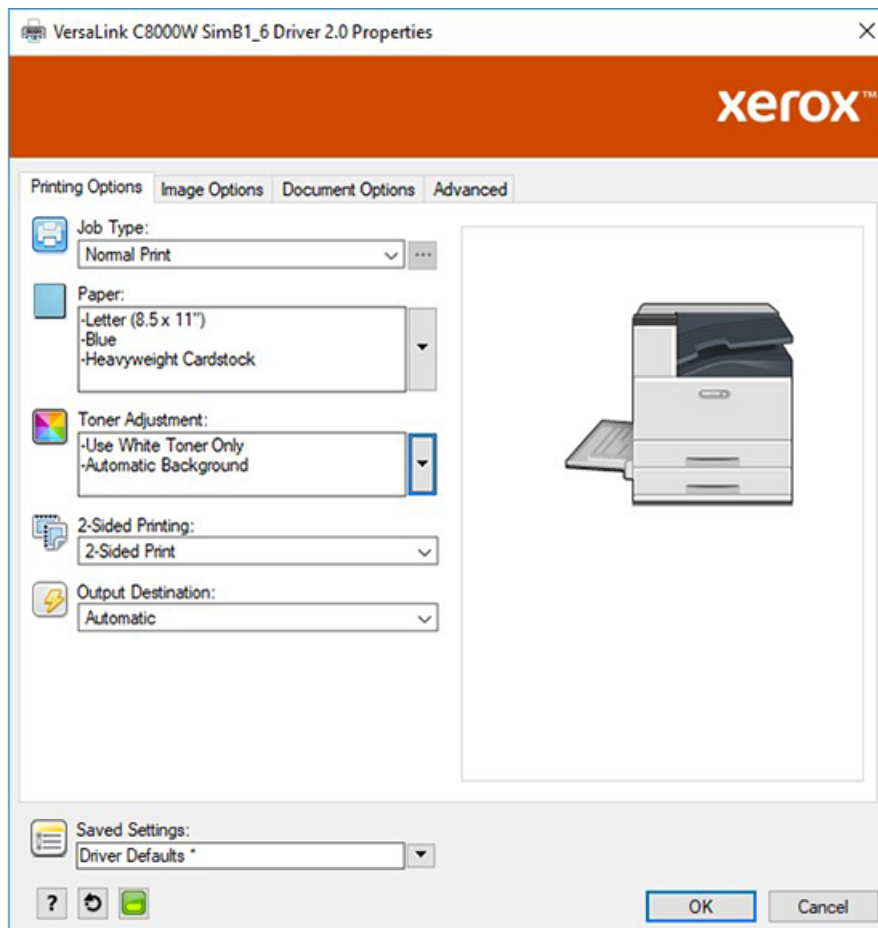 VersaLink C8000W SimB1_6 Driver 2.0 Properties
xerox™
Printing Options Image Options Document Options Advanced
Job Type:
Normal Print
Paper:
-Letter (8.5 x 11")
-Blue
-Heavyweight Cardstock
Toner Adjustment:
-Use White Toner Only
-Automatic Background
2-Sided Printing:
2-Sided Print
Output Destination:
Automatic
Saved Settings:
Driver Defaults *
?
OK Cancel